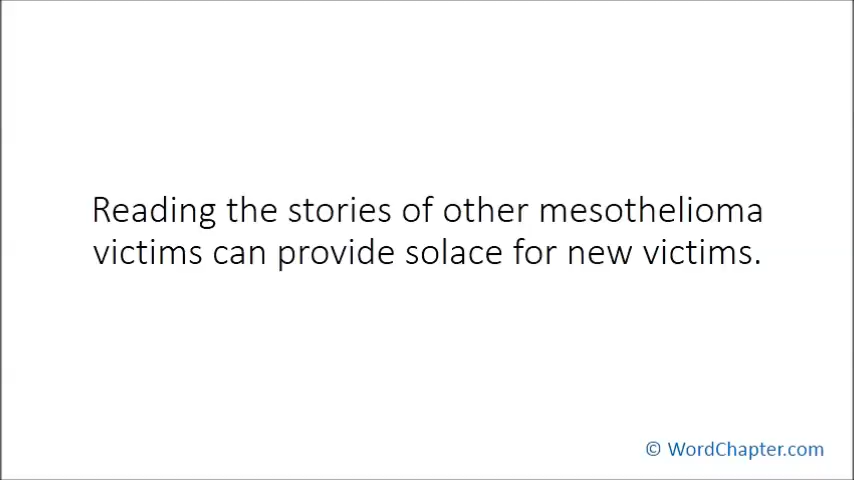 Reading the stories of other mesothelioma
victims can provide solace for new victims.
© WordChapter.com